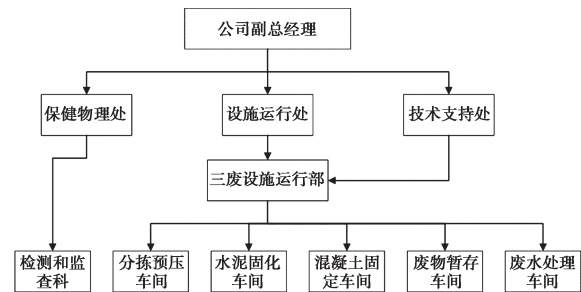 公司副总经理
保健物理处
设施运行处
技术支持处
三废设施运行部
检测和监
查科
分拣预压
车间
水泥固化
车间
混凝土固
定车间
废物暂存
车间
废水处理
车间